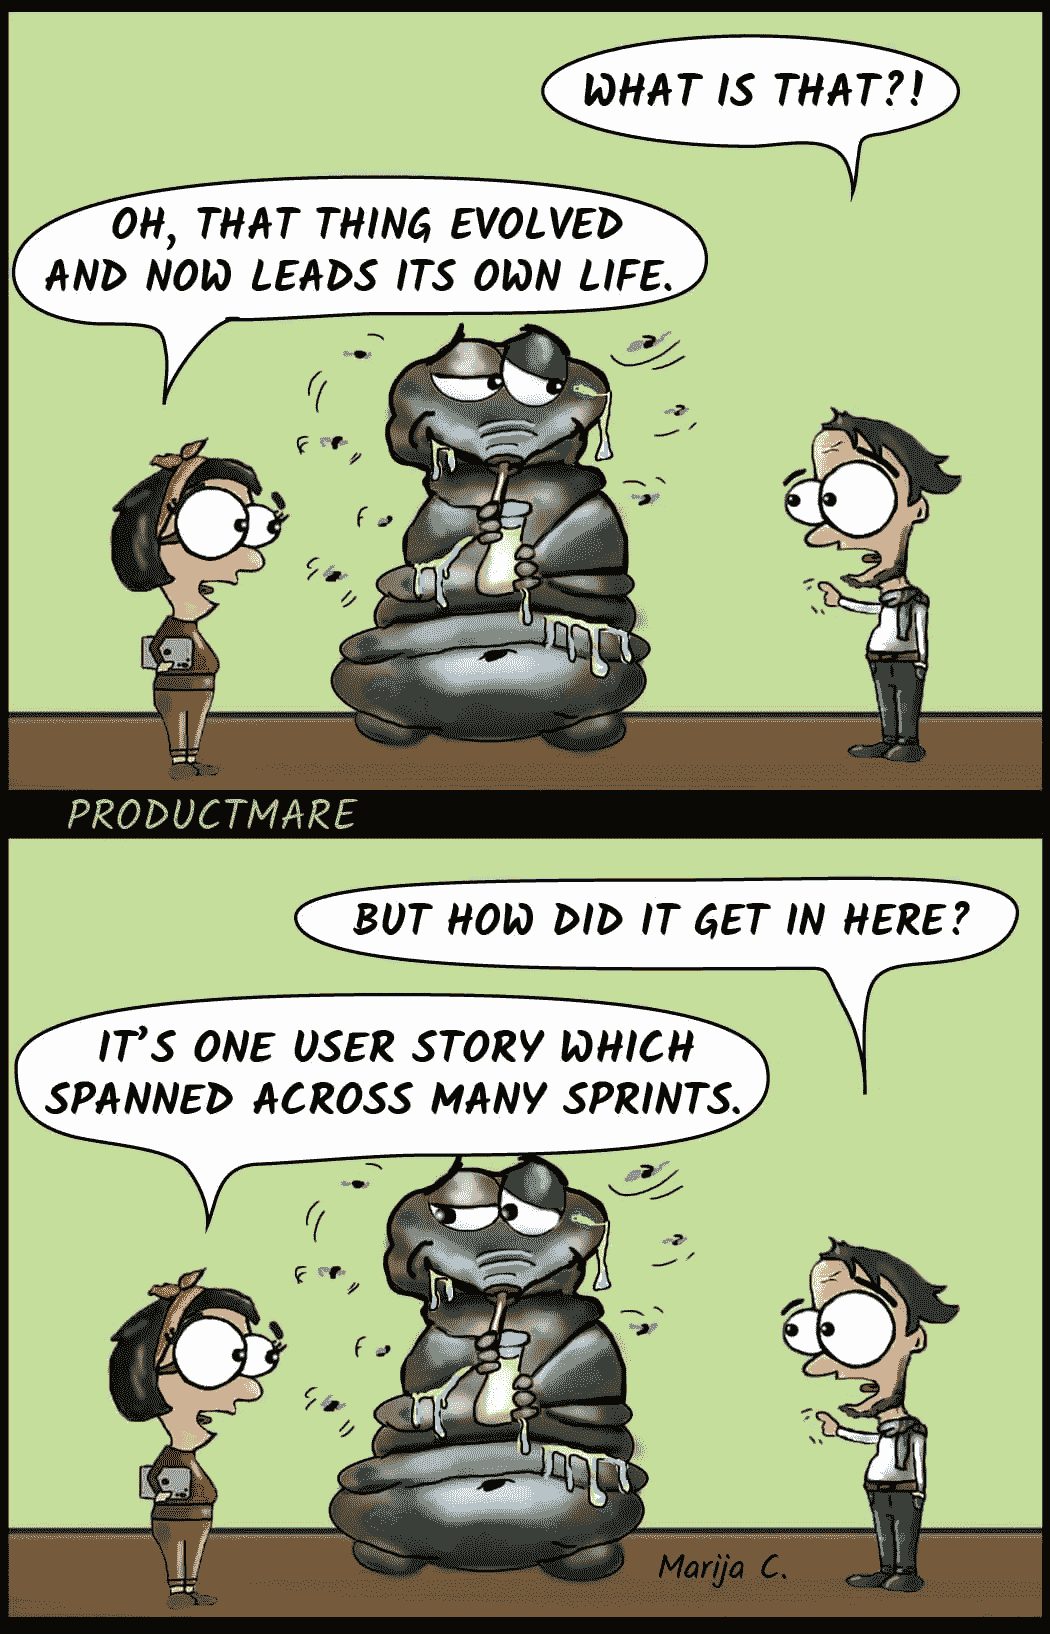 WHAT IS THAT?!
OH, THAT THING EVOLVED
AND NOW LEADS ITS OWN LIFE.
PRODUCTMARE
BUT HOW DID IT GET IN HERE?
IT'S ONE USER STORY WHICH
SPANNED ACROSS MANY SPRINTS.
Marija C.